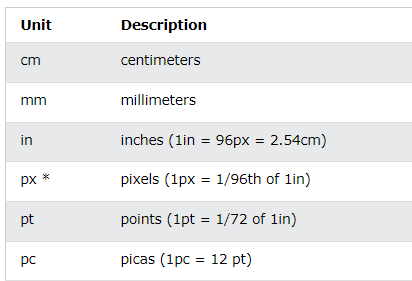 Unit Description
cm centimeters
mm millimeters
in inches (1in = 96px = 2.54cm)
px * pixels (1px = 1/96th of 1in)
pt points (1pt = 1/72 of 1in)
pc picas (1pc = 12 pt)